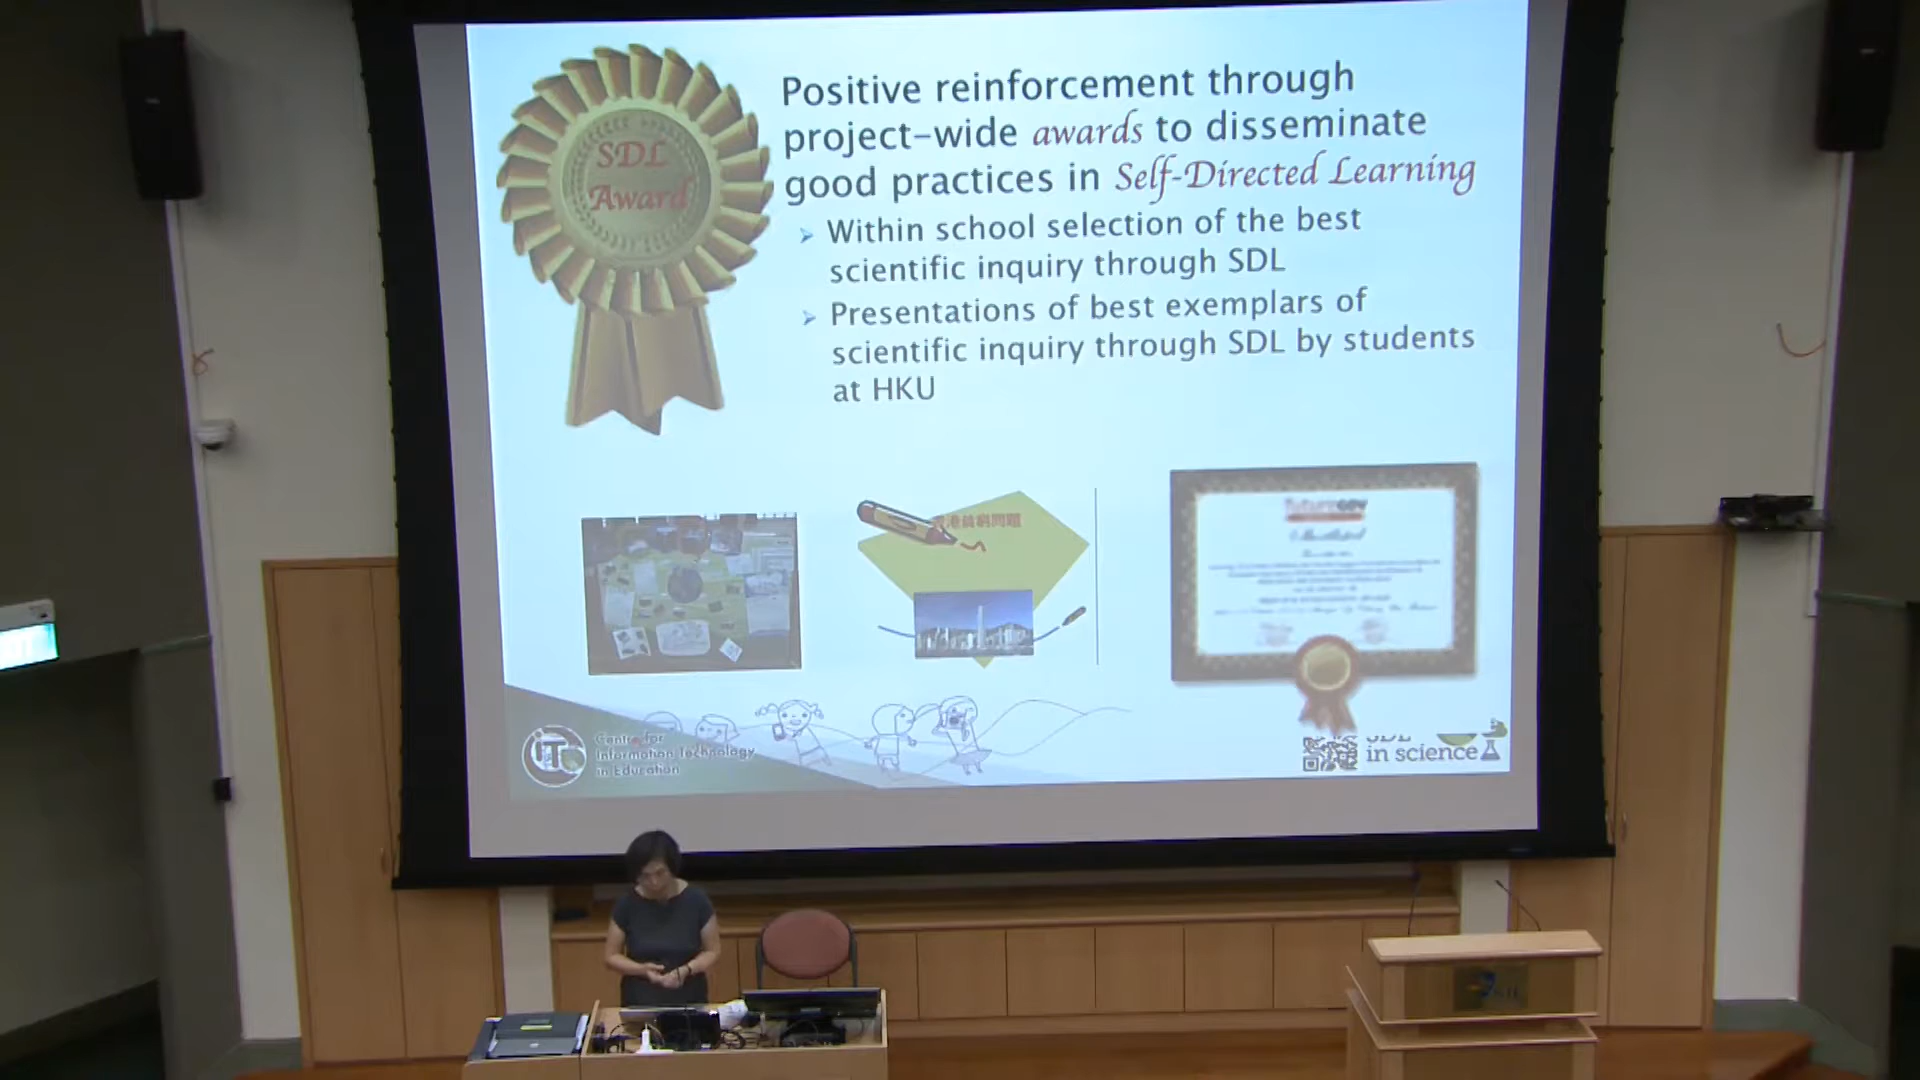 SDL
Award
Positive reinforcement through
project-wide awards to disseminate
good practices in Self-Directed Learning
Within school selection of the best
scientific inquiry through SDL
Presentations of best exemplars of
scientific inquiry through SDL by students
at HKU
Centre for
Information Technology
in Education
SDL
in science